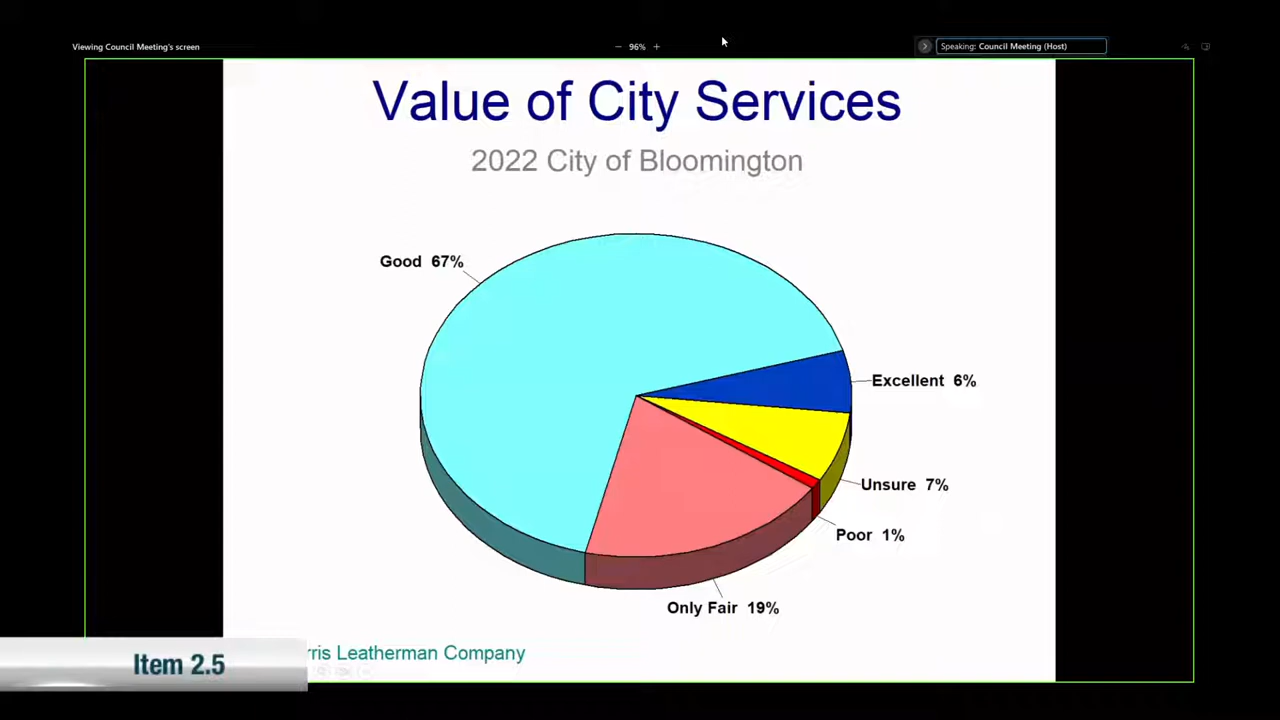 Viewing Council Meeting's screen
96%
Speaking: Council Meeting (Host)
Value of City Services
2022 City of Bloomington
Good 67%
Excellent 6%
Unsure 7%
Poor 1%
Only Fair 19%
Leatherman Company
Item 2.5